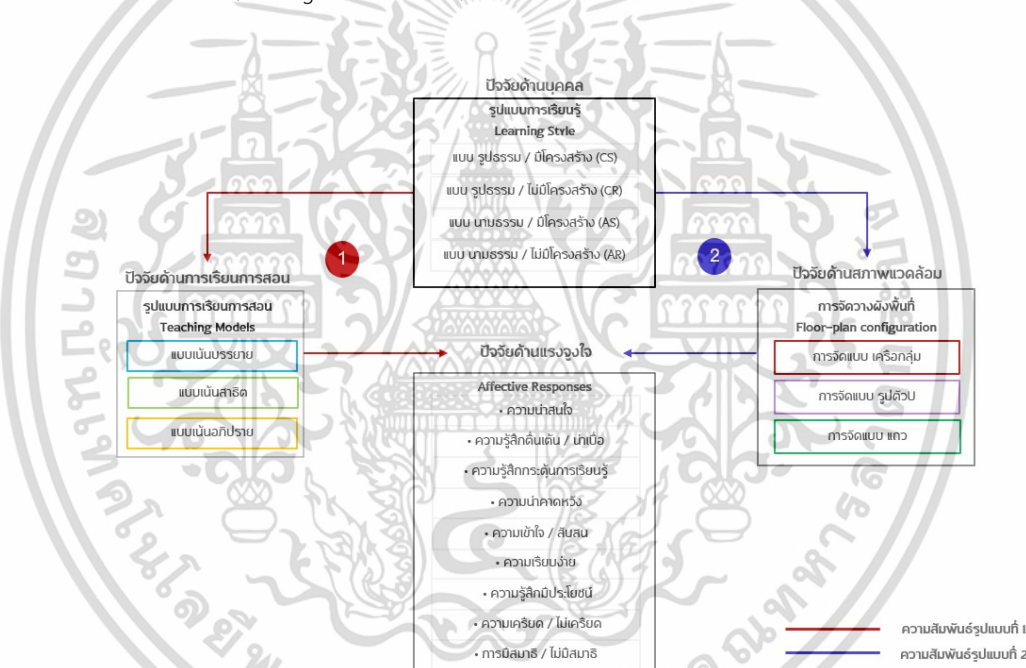 ปัจจัยด้านบุคคล
รูปแบบการเรียนรู้
Learning Style
แบบ รูปธรรม / มีโครงสร้าง (CS)
แบบ รูปธรรม / ไม่มีโครงสร้าง (CR)
แบบ นามธรรม / มีโครงสร้าง (AS)
แบบ นามธรรม / ไม่มีโครงสร้าง (AR)
1
2
ปัจจัยด้านการเรียนการสอน
รูปแบบการเรียนการสอน
Teaching Models
แบบเน้นบรรยาย
แบบเน้นสาธิต
แบบเน้นอภิปราย
ปัจจัยด้านแรงจูงใจ
Affective Responses
• ความน่าสนใจ
• ความรู้สึกตื่นเต้น / น่าเบื่อ
• ความรู้สึกกระตุ้นการเรียนรู้
• ความน่าคาดหวัง
• ความเข้าใจ / สับสน
• ความเรียบง่าย
• ความรู้สึกมีประโยชน์
• ความเครียด / ไม่เครียด
• การมีสมาธิ / ไม่มีสมาธิ
ปัจจัยด้านสภาพแวดล้อม
การจัดวางผังพื้นที่
Floor-plan configuration
การจัดแบบ เครือกลุ่ม
การจัดแบบ รูปตัวU
การจัดแบบ แถว
ความสัมพันธ์รูปแบบที่ 1
ความสัมพันธ์รูปแบบที่ 2